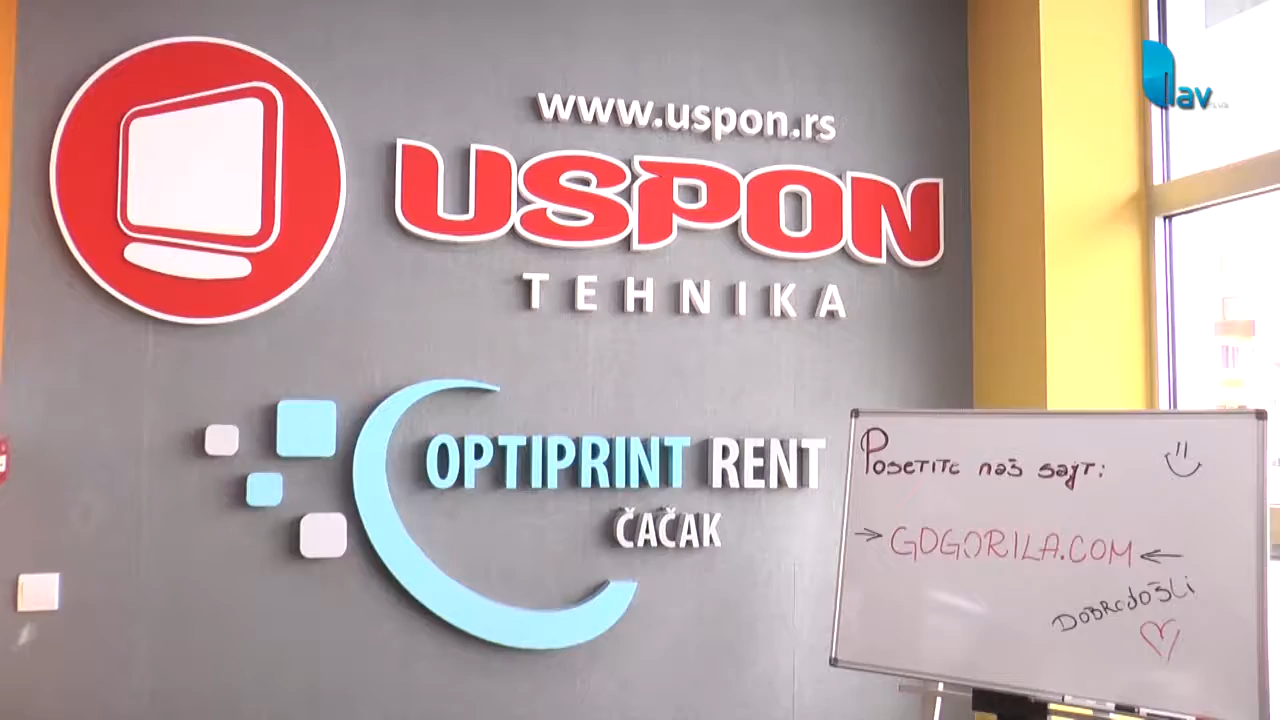 www.uspon.rs
USPON
TEHNIKA
OPTIPRINT RENT
ČAČAK
Posetite naš sajt:
→ GOGORILA.COM ←
DOBRODOŠLI
lav